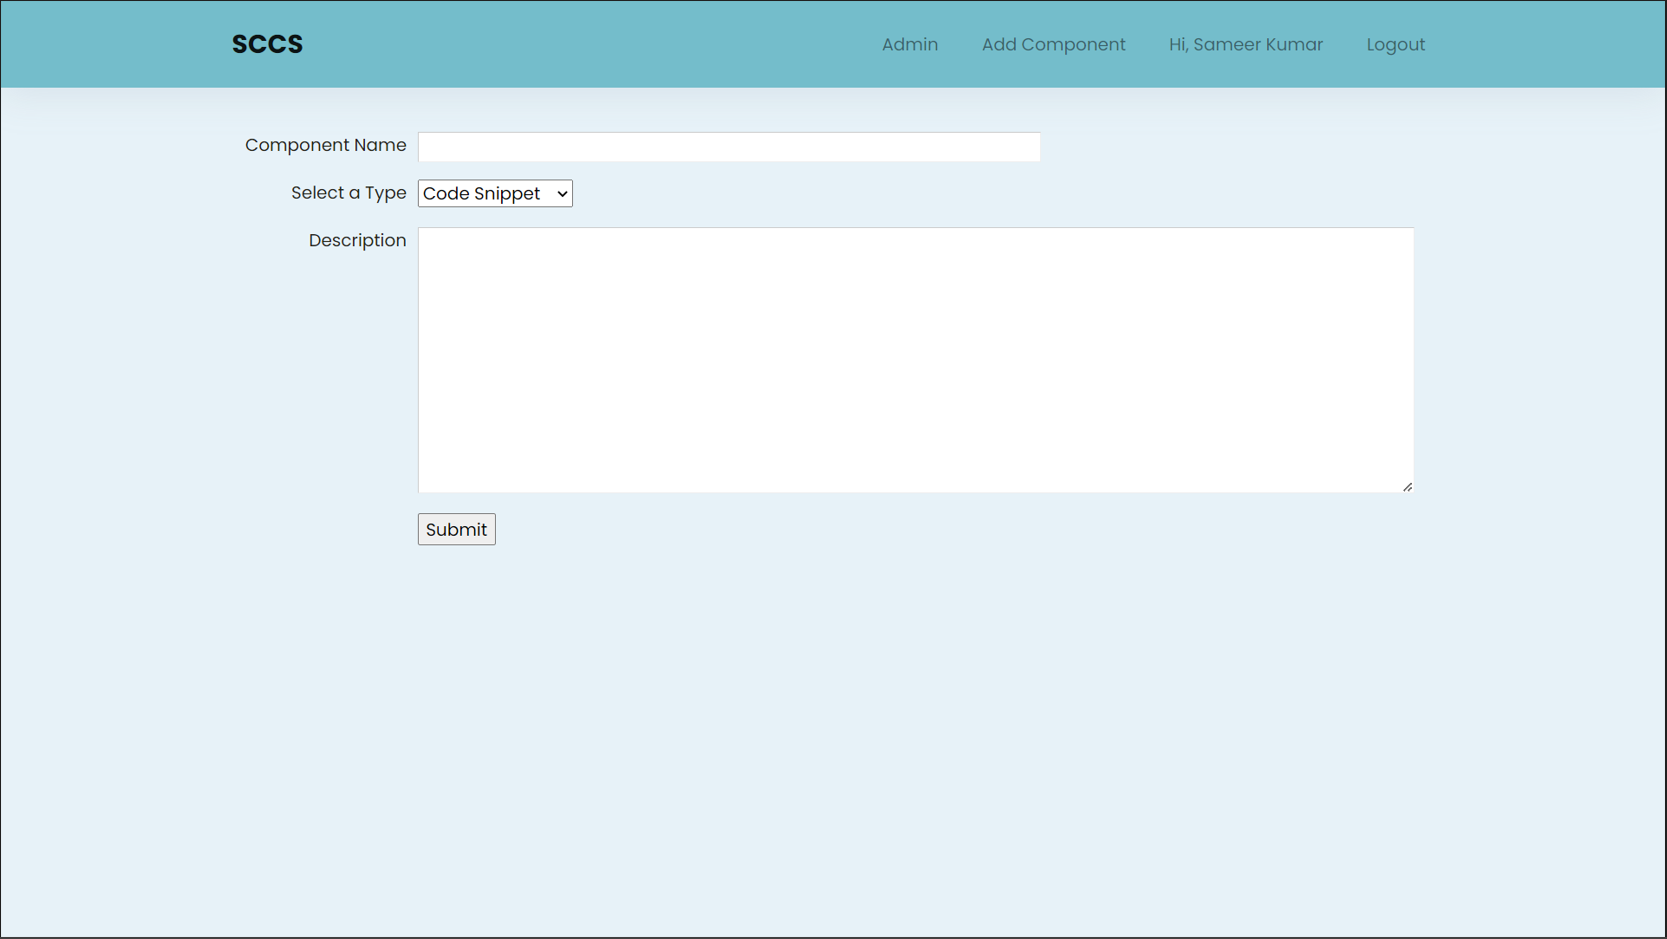 SCCS Admin Add Component Hi, Sameer Kumar Logout
Component Name
Select a Type Code Snippet
Description
Submit